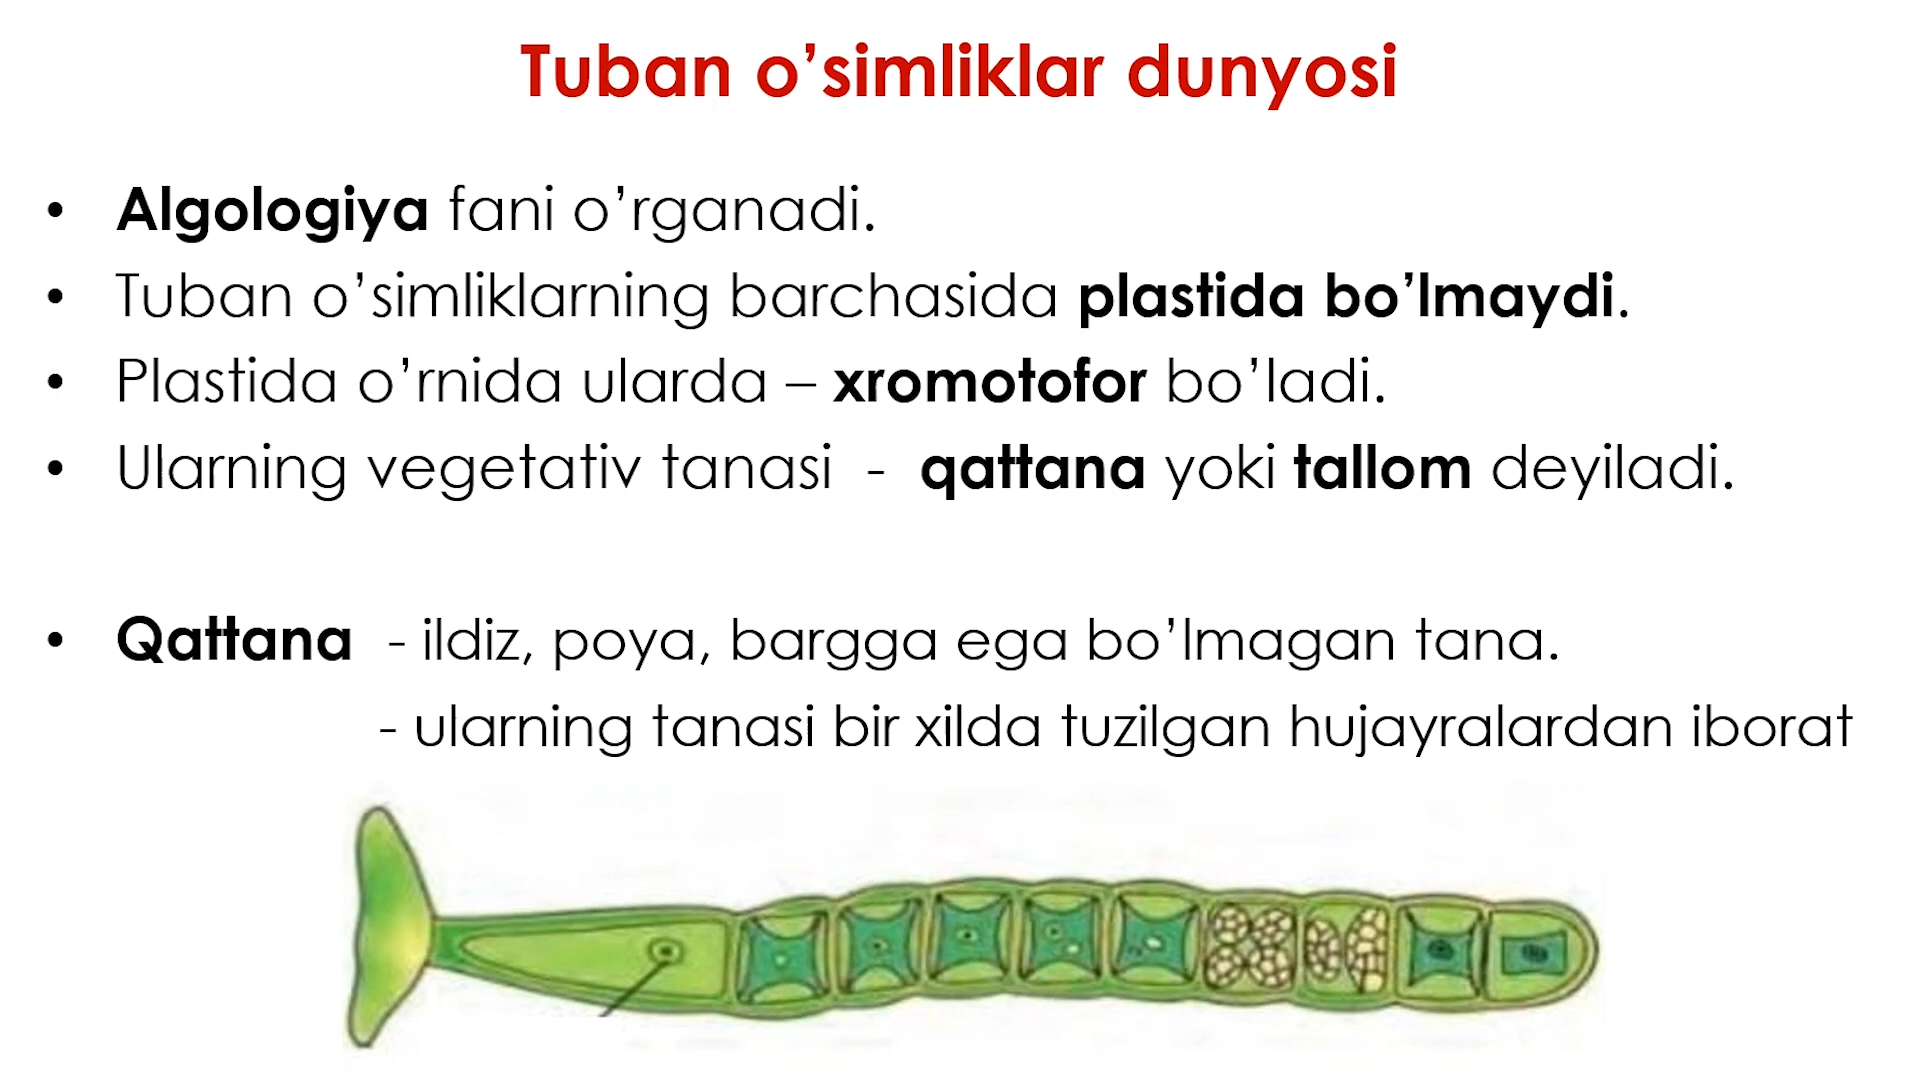 Tuban o’simliklar dunyosi
• Algologiya fani o’rganadi.
• Tuban o’simliklarning barchasida plastida bo’lmaydi.
• Plastida o’rnida ularda – xromotofor bo’ladi.
• Ularning vegetativ tanasi - qattana yoki tallom deyiladi.
• Qattana - ildiz, poya, bargga ega bo’lmagan tana.
- ularning tanasi bir xilda tuzilgan hujayralardan iborat